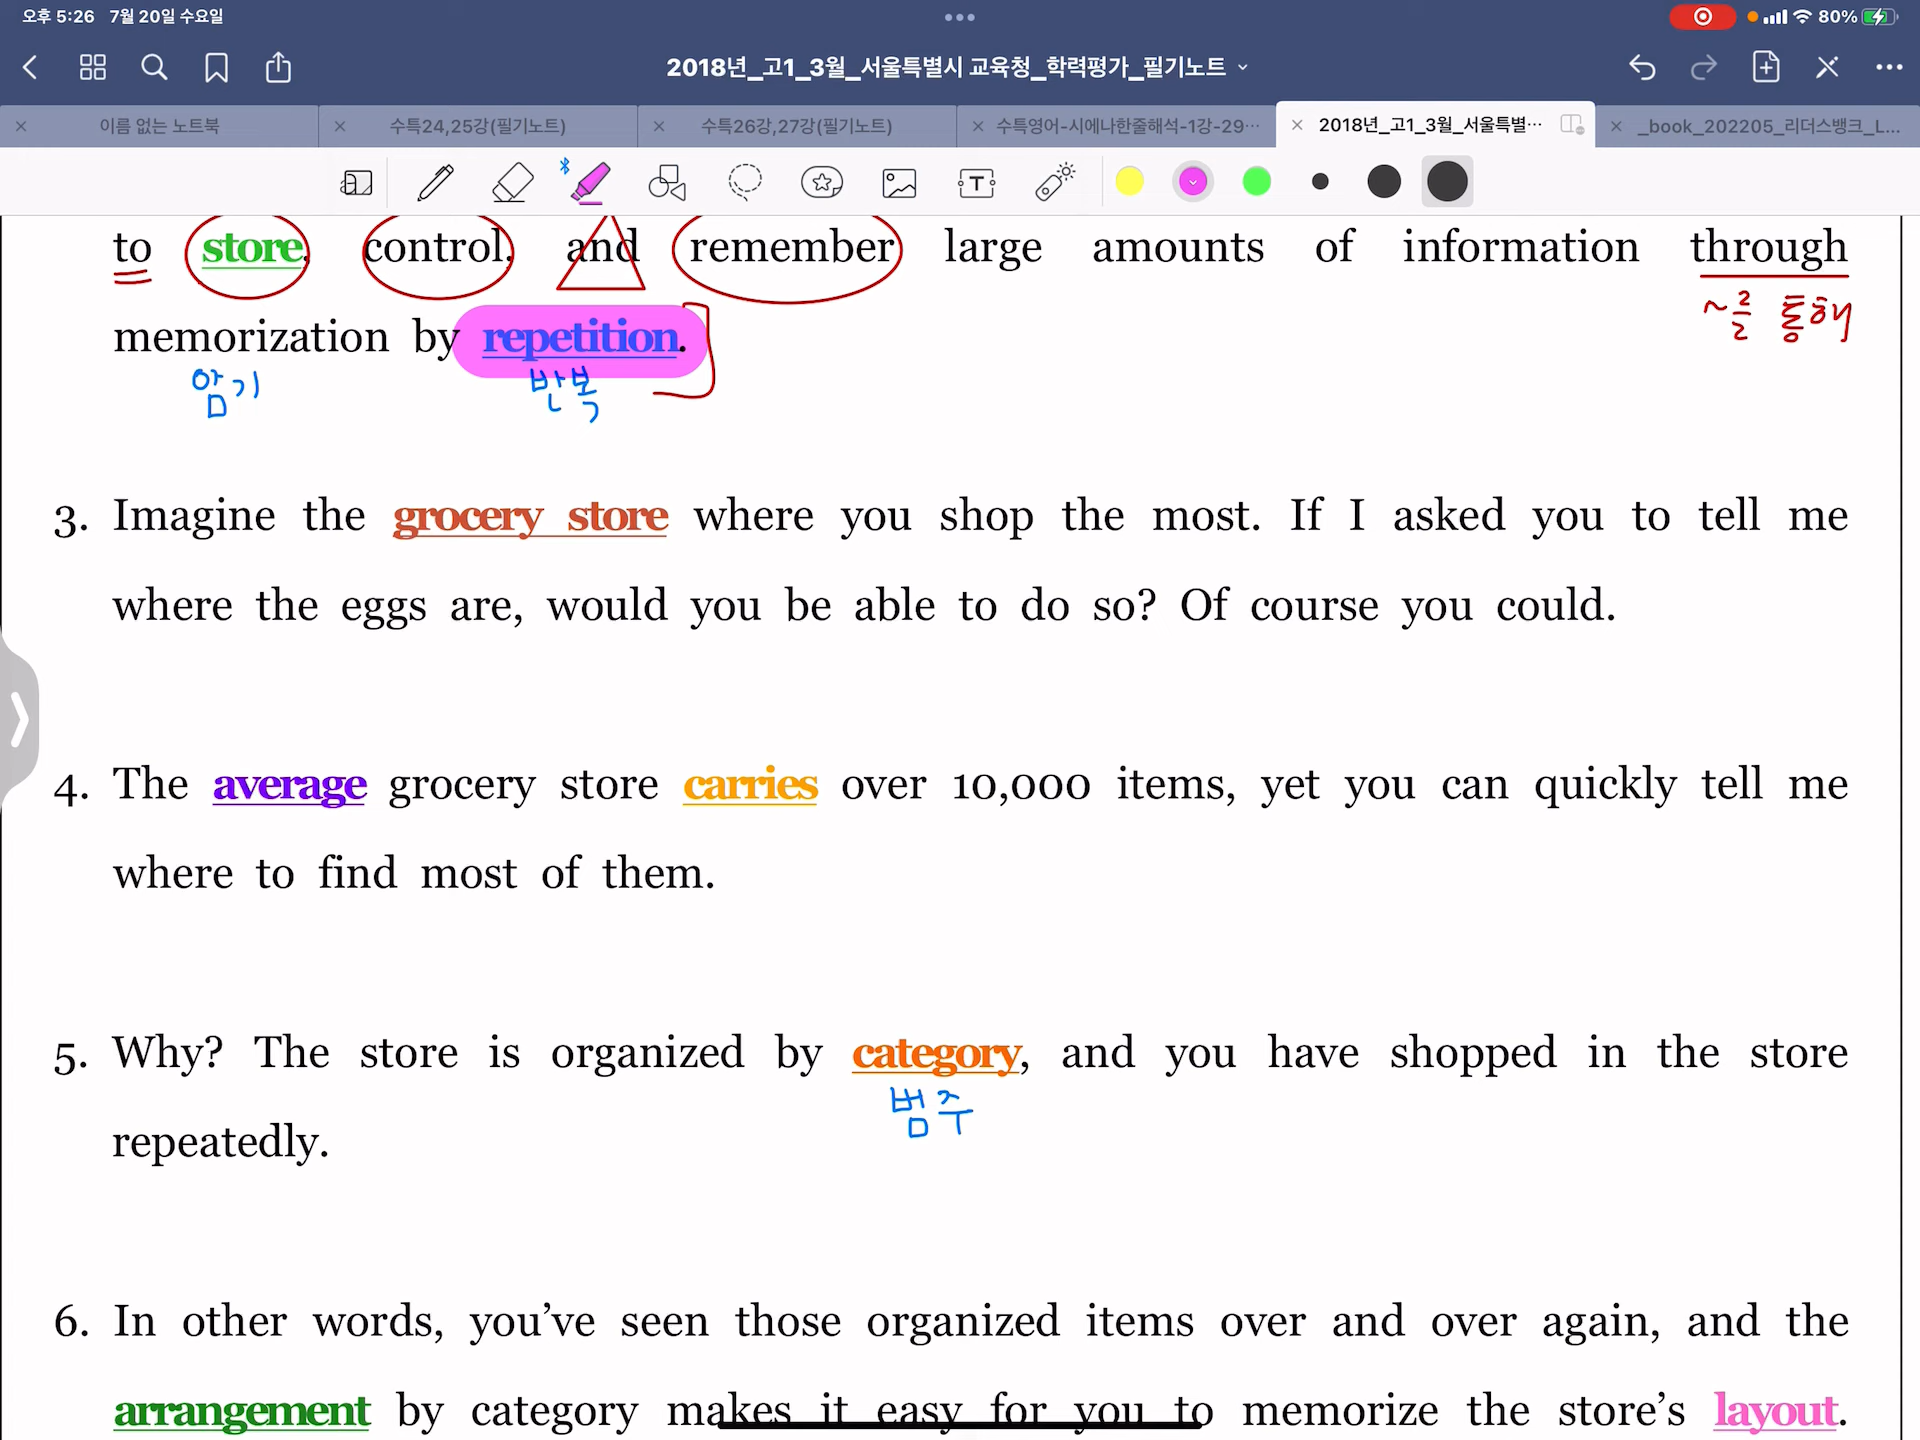 오후 5:26 7월 20일 수요일
80%
2018년_고1_3월_서울특별시 교육청_학력평가_필기노트
이름 없는 노트북
수특24,25강(필기노트)
수특26강,27강(필기노트)
수특영어-시에나한줄해석-1강-29…
2018년_고1_3월_서울특별…
_book_202205_리더스뱅크_L...
to store, control, and remember large amounts of information through
~를 통해
memorization by repetition.
암기 반복
3. Imagine the grocery store where you shop the most. If I asked you to tell me
where the eggs are, would you be able to do so? Of course you could.
4. The average grocery store carries over 10,000 items, yet you can quickly tell me
where to find most of them.
5. Why? The store is organized by category, and you have shopped in the store
범주
repeatedly.
6. In other words, you’ve seen those organized items over and over again, and the
arrangement by category makes it easy for you to memorize the store’s layout.